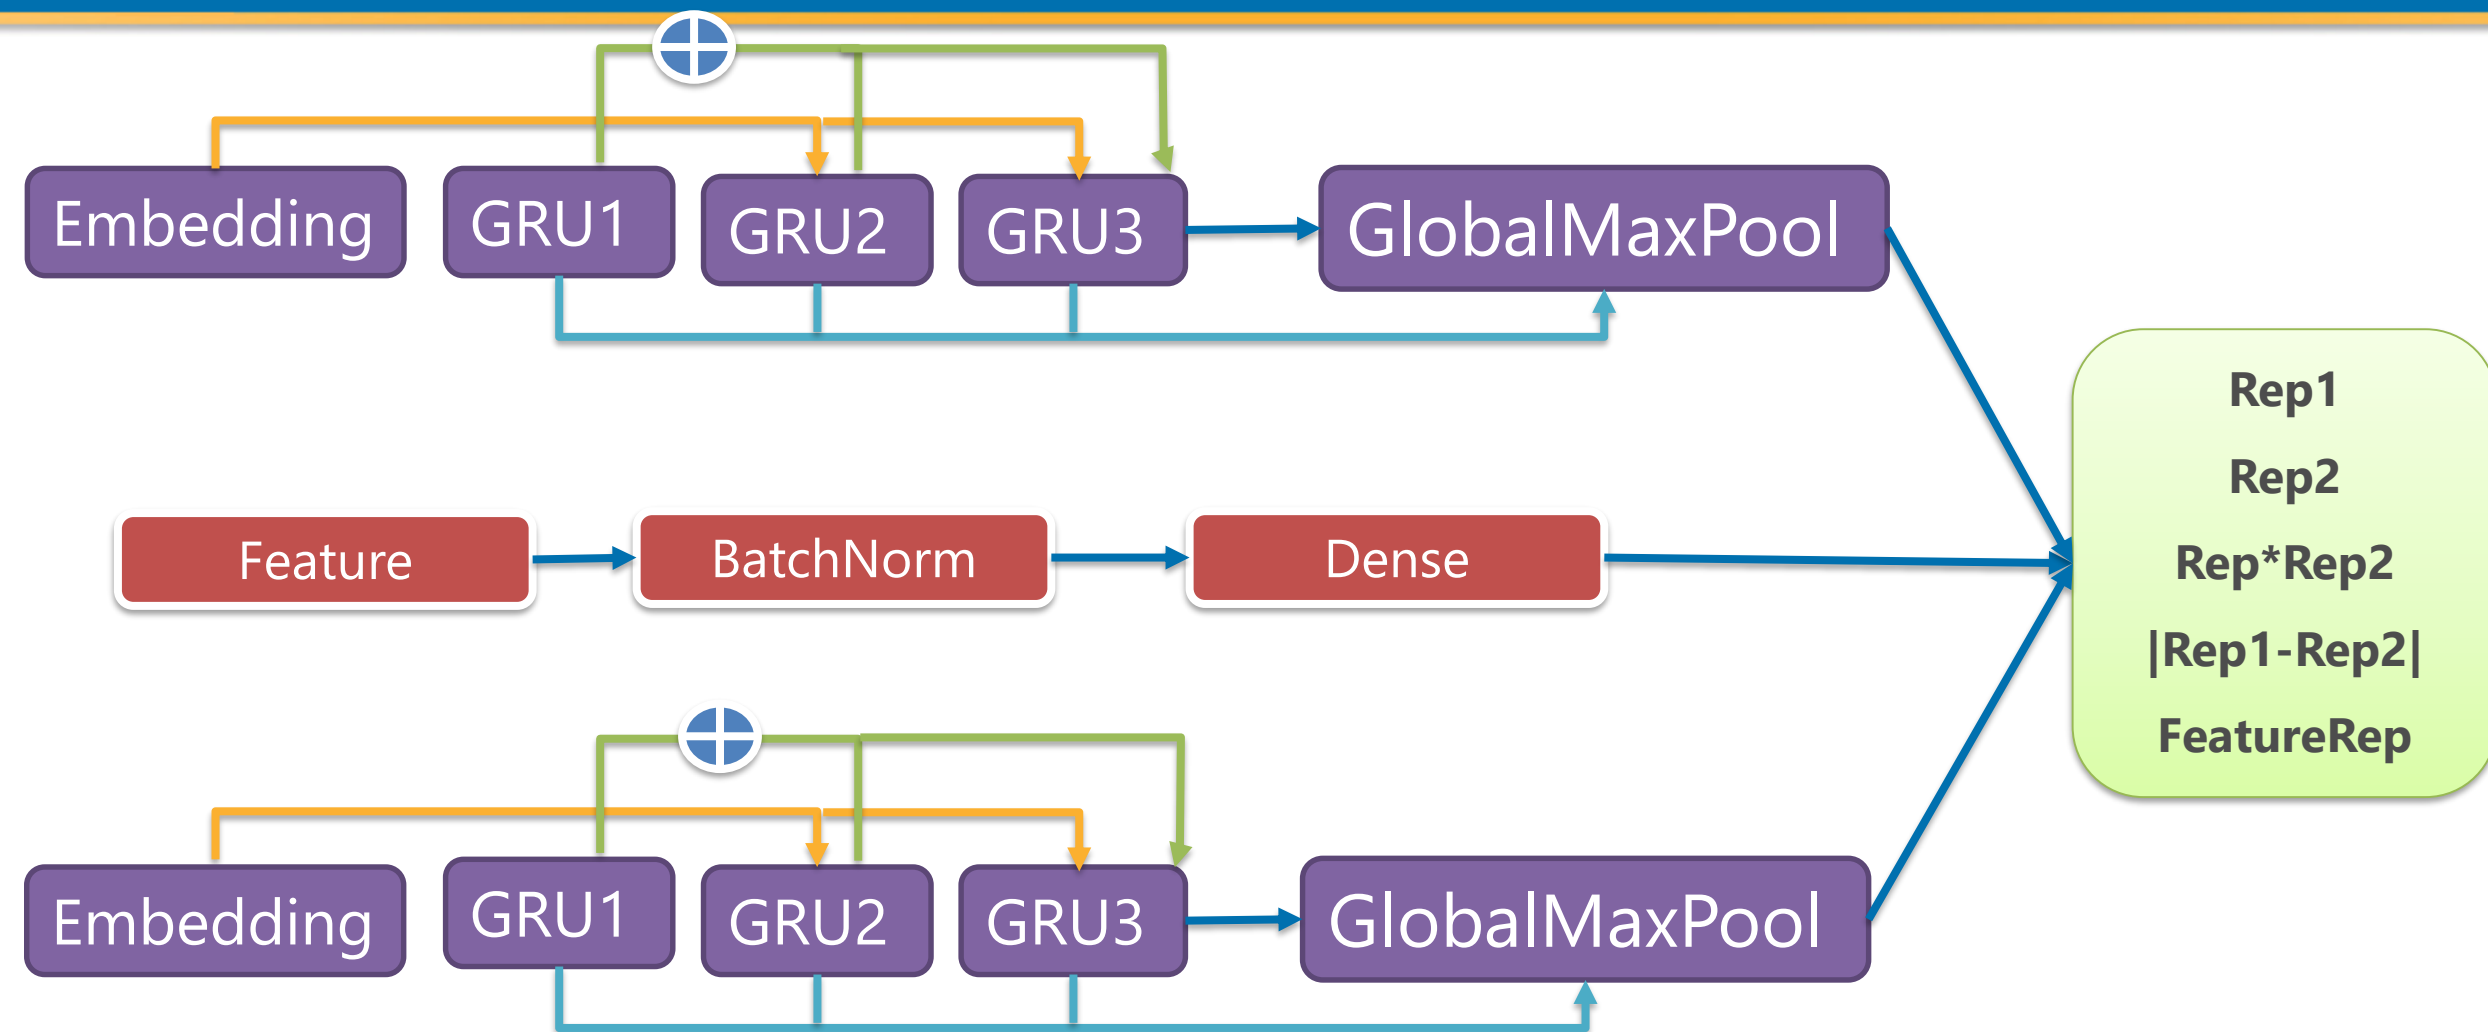 Embedding
GRU1
GRU2
GRU3
GlobalMaxPool
Feature
BatchNorm
Dense
Rep1
Rep2
Rep*Rep2
|Rep1-Rep2|
FeatureRep
Embedding
GRU1
GRU2
GRU3
GlobalMaxPool